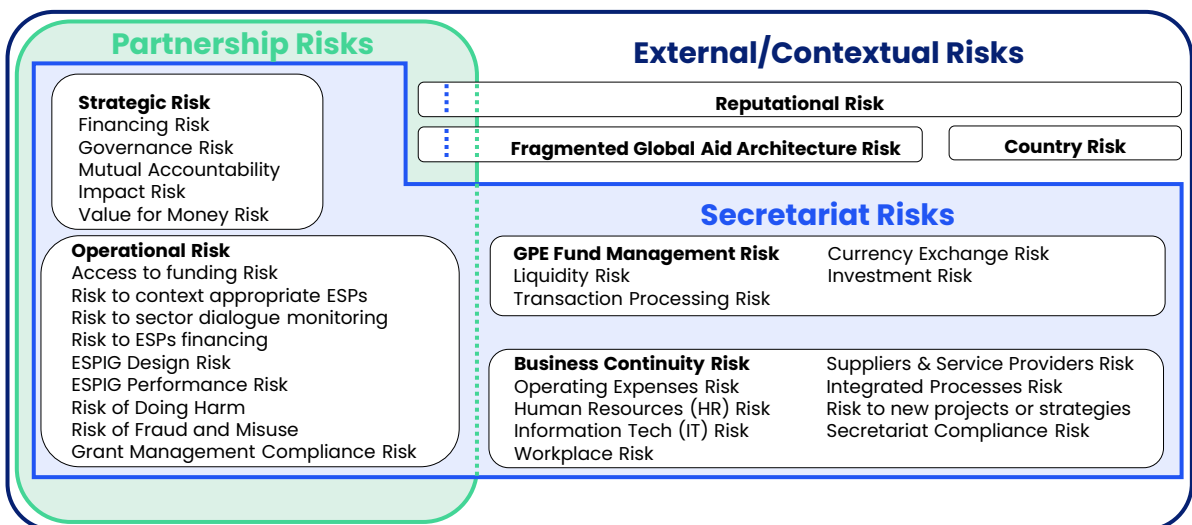 Partnership Risks
External/Contextual Risks
Strategic Risk
Financing Risk
Governance Risk
Mutual Accountability
Impact Risk
Value for Money Risk
Reputational Risk
Fragmented Global Aid Architecture Risk
Country Risk
Secretariat Risks
Operational Risk
Access to funding Risk
Risk to context appropriate ESPs
Risk to sector dialogue monitoring
Risk to ESPs financing
ESPIG Design Risk
ESPIG Performance Risk
Risk of Doing Harm
Risk of Fraud and Misuse
Grant Management Compliance Risk
GPE Fund Management Risk
Liquidity Risk
Transaction Processing Risk
Currency Exchange Risk
Investment Risk
Business Continuity Risk
Operating Expenses Risk
Human Resources (HR) Risk
Information Tech (IT) Risk
Workplace Risk
Suppliers & Service Providers Risk
Integrated Processes Risk
Risk to new projects or strategies
Secretariat Compliance Risk